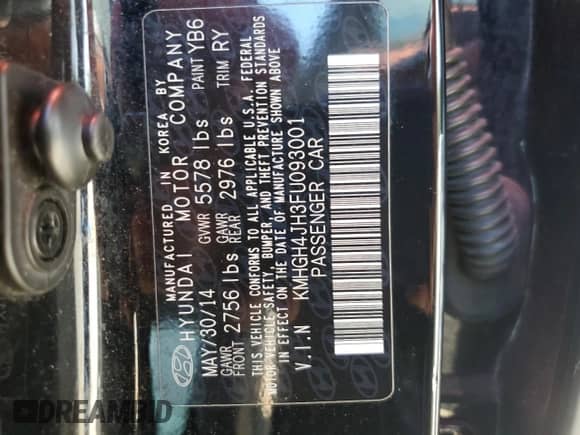 MANUFACTURED IN KOREA BY
HYUNDAI MOTOR COMPANY
MAY/30/14 GVWR 5578 lbs PAINT YB6
GAWR FRONT 2756 lbs GAWR REAR 2976 lbs TRIM RY
THIS VEHICLE CONFORMS TO ALL APPLICABLE U.S.A. FEDERAL
MOTOR VEHICLE SAFETY, BUMPER, AND THEFT PREVENTION STANDARDS
IN EFFECT ON THE DATE OF MANUFACTURE SHOWN ABOVE
V.I.N KMHGH4JH3FU093001
PASSENGER CAR
DREAMBID